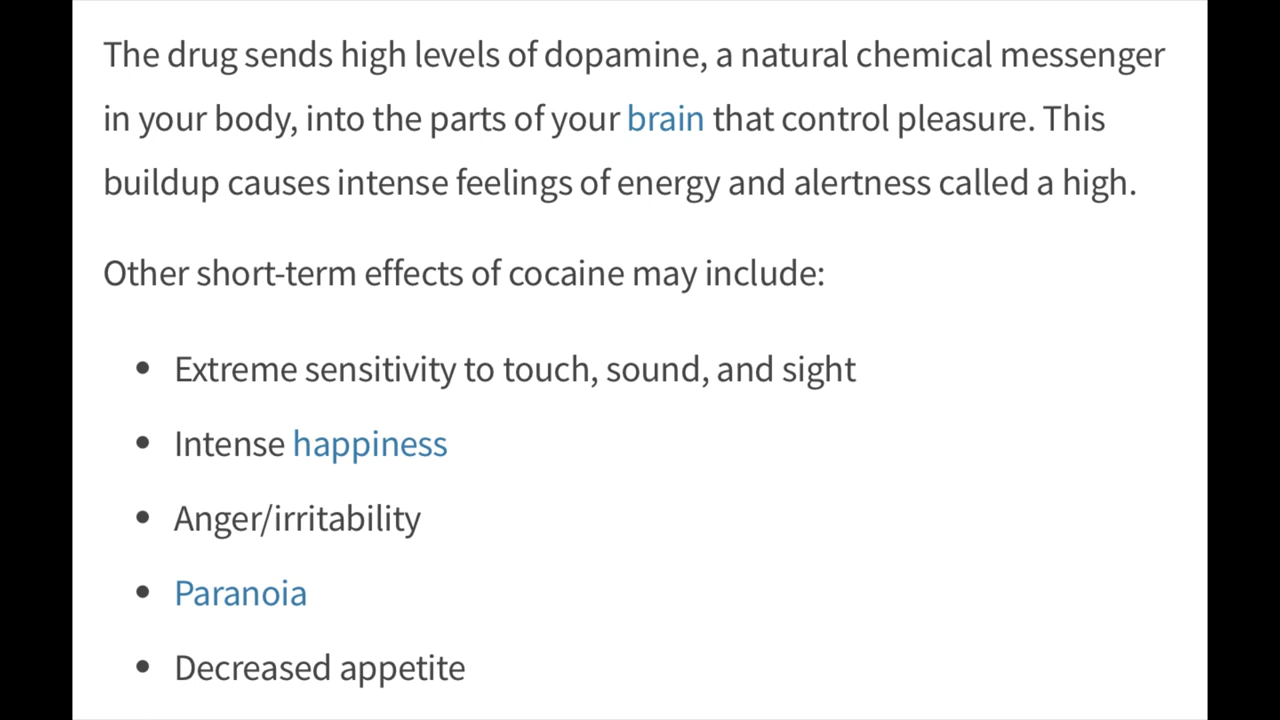 The drug sends high levels of dopamine, a natural chemical messenger
in your body, into the parts of your brain that control pleasure. This
buildup causes intense feelings of energy and alertness called a high.
Other short-term effects of cocaine may include:
• Extreme sensitivity to touch, sound, and sight
• Intense happiness
• Anger/irritability
• Paranoia
• Decreased appetite